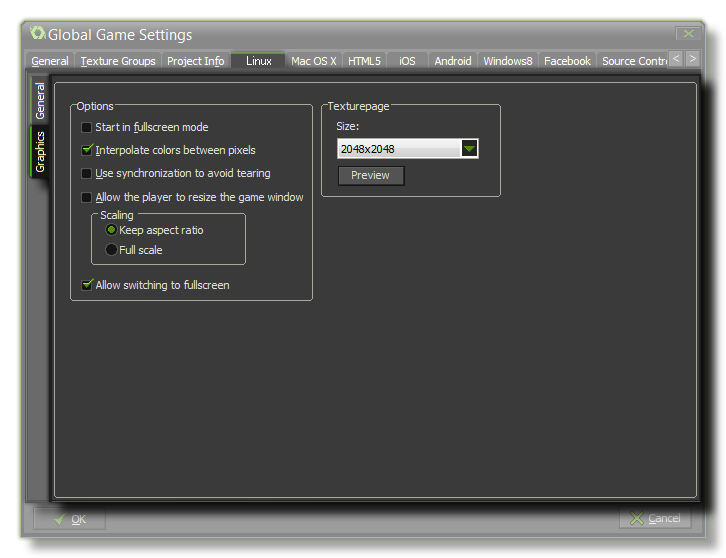 Global Game Settings
General Texture Groups Project Info Linux Mac OS X HTML5 iOS Android Windows8 Facebook Source Contr
General
Graphics
Options
Start in fullscreen mode
Interpolate colors between pixels
Use synchronization to avoid tearing
Allow the player to resize the game window
Scaling
Keep aspect ratio
Full scale
Allow switching to fullscreen
Texturepage
Size:
2048x2048
Preview
OK
Cancel